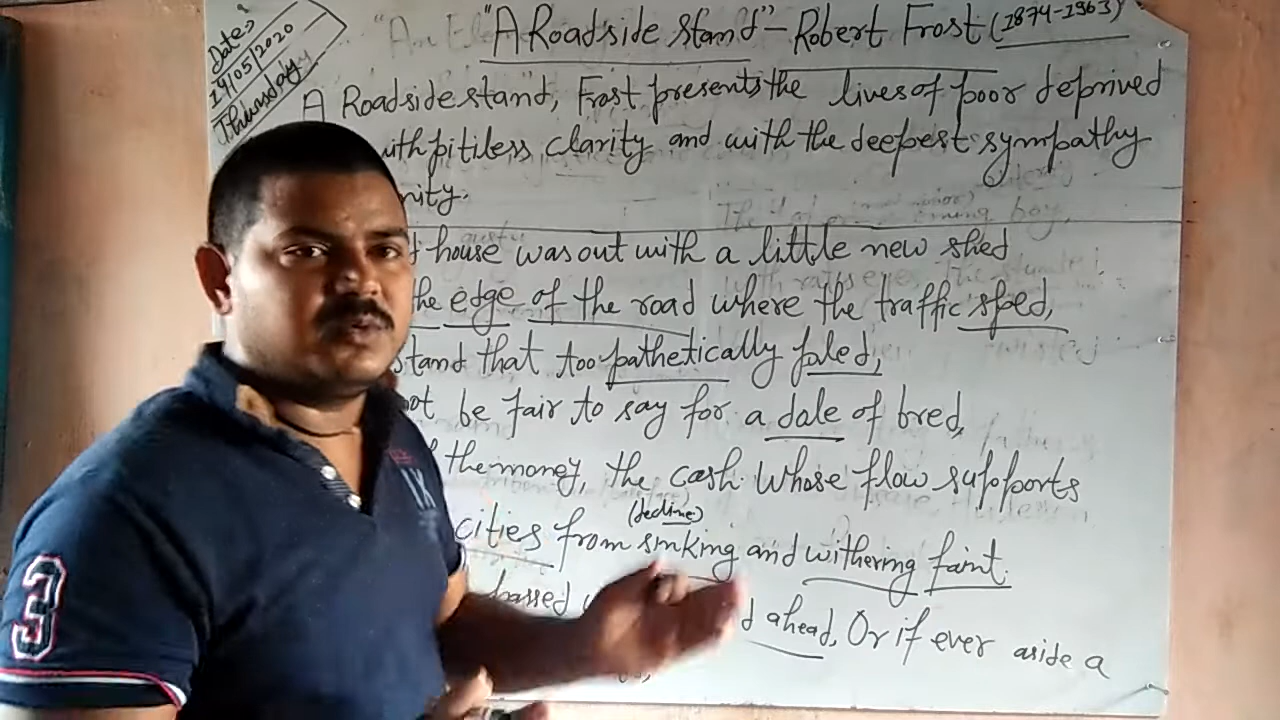 Date:
14/05/2020
Thursday
"A Roadside stand" - Robert Frost (1874-1963)
A Roadside stand, Frost presents the lives of poor deprived
with pitiless clarity and with the deepest sympathy
nity.
house was out with a little new shed
the edge of the road where the traffic sped,
stand that too pathetically pled,
not be fair to say for a dole of bred,
the money, the cash whose flow supports
(decline)
cities from sinking and withering faint.
passed ahead, Or if ever aside a
3
IX